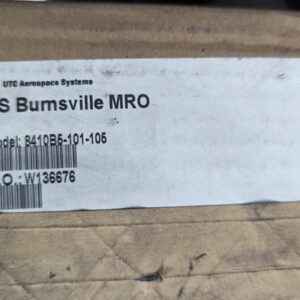 UTC Aerospace Systems
S Burnsville MRO
odel: 8410B5-101-105
.O.: W136676